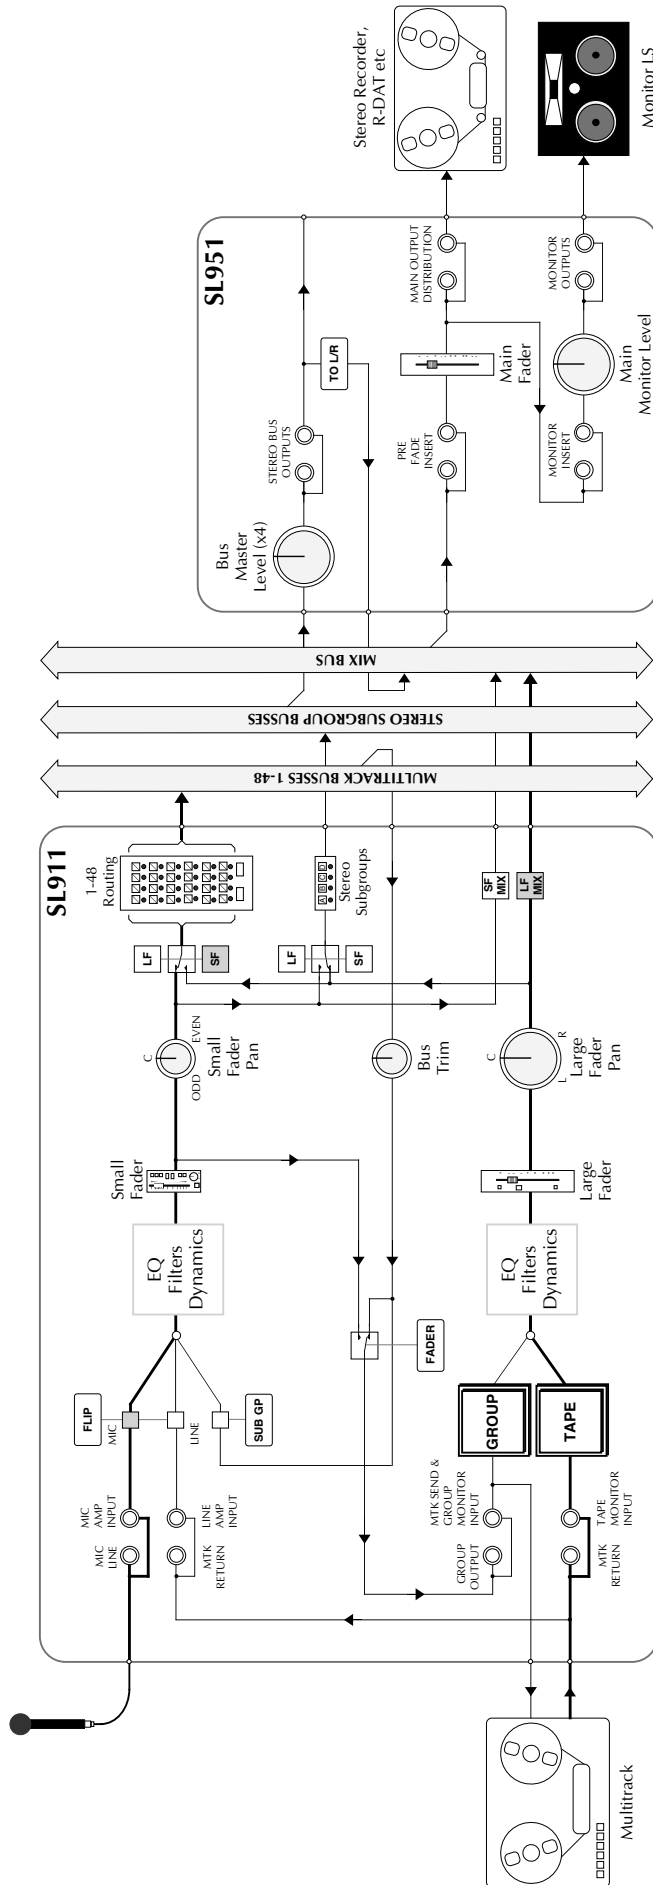 SL911
FLIP
MIC
LINE
SUB GP
MIC
LINE
MIC
AMP
INPUT
MTK
RETURN
LINE
AMP
INPUT
EQ
Filters
Dynamics
Small
Fader
C
ODD
EVEN
Small
Fader
Pan
LF
SF
1-48
Routing
LF
SF
A
B
C
D
Stereo
Subgroups
FADER
Bus
Trim
GROUP
OUTPUT
MTK SEND &
GROUP
MONITOR
INPUT
MTK
RETURN
TAPE
MONITOR
INPUT
GROUP
TAPE
EQ
Filters
Dynamics
Large
Fader
C
L
R
Large
Fader
Pan
SF
MIX
LF
MIX
Multitrack
MULTITRACK BUSSES 1-48
STEREO SUBGROUP BUSSES
MIX BUS
SL951
Bus
Master
Level (x4)
STEREO BUS
OUTPUTS
TO L/R
PRE
FADE
INSERT
Main
Fader
MAIN OUTPUT
DISTRIBUTION
MONITOR
INSERT
Main
Monitor Level
MONITOR
OUTPUTS
Stereo Recorder,
R-DAT etc
Monitor LS